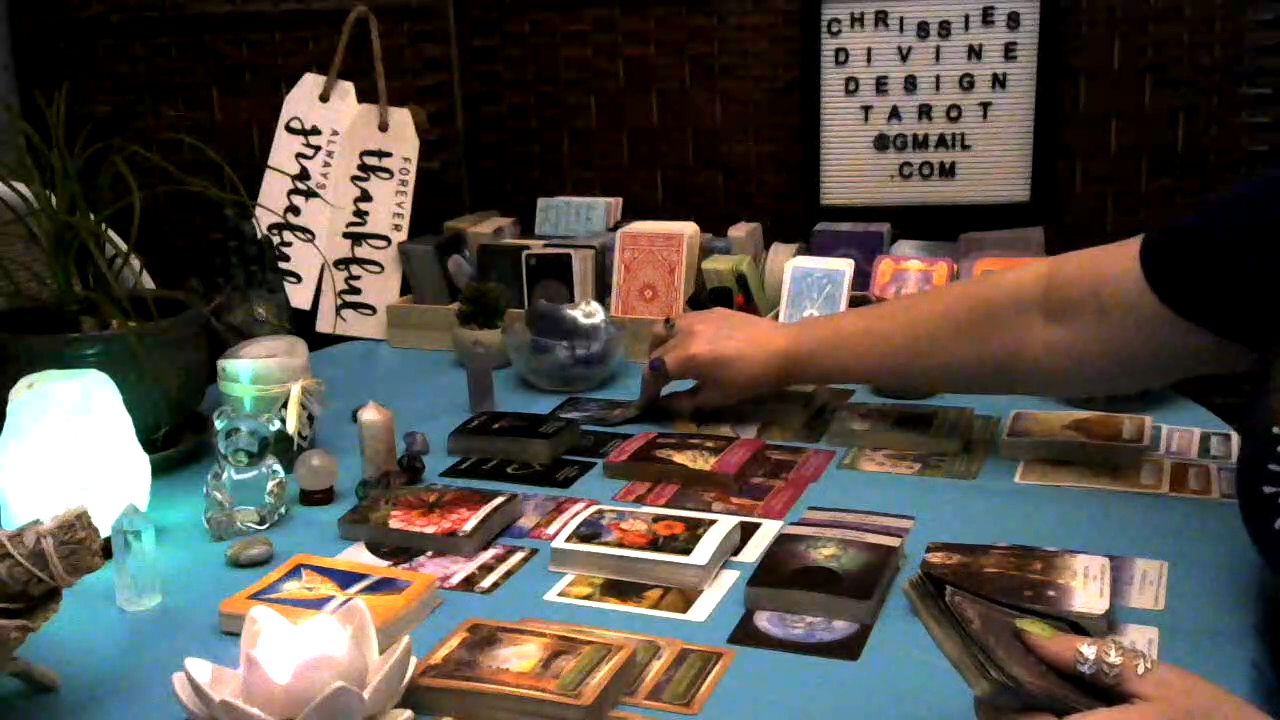 CHRISSIES
DIVINE
DESIGN
TAROT
@GMAIL
.COM
ALWAYS
grateful
FOREVER
thankful